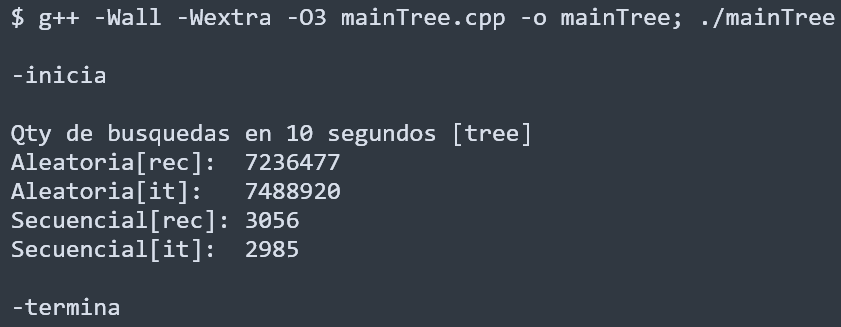 $ g++ -Wall -Wextra -O3 mainTree.cpp -o mainTree; ./mainTree
-inicia
Qty de busquedas en 10 segundos [tree]
Aleatoria[rec]:  7236477
Aleatoria[it]:   7488920
Secuencial[rec]: 3056
Secuencial[it]:  2985
-termina